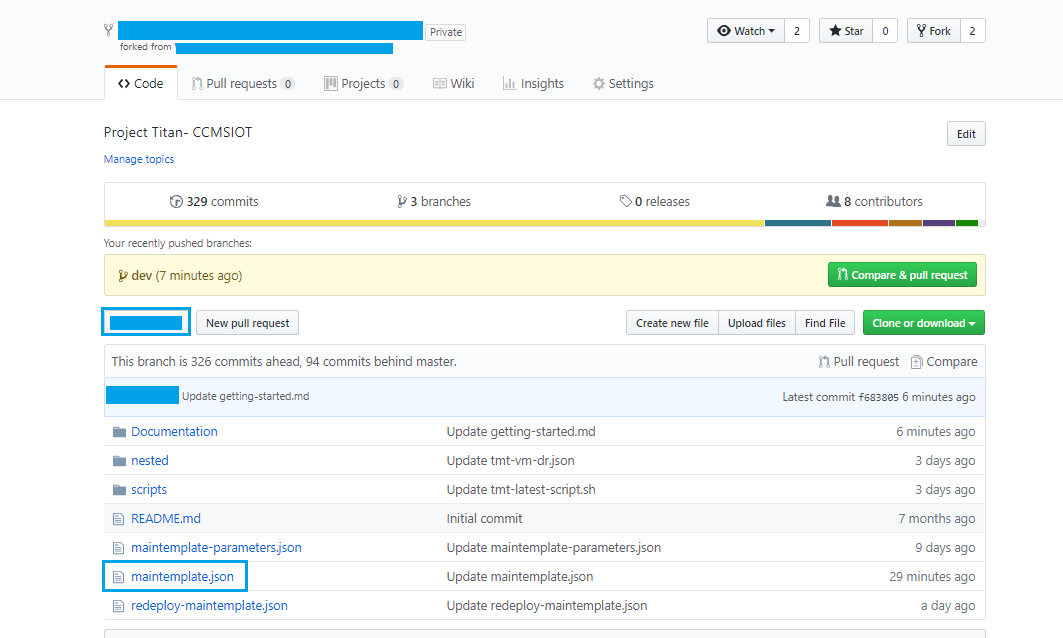 Private
Watch 2 Star 0 Fork 2
forked from
Code Pull requests 0 Projects 0 Wiki Insights Settings
Project Titan- CCMSIOT Edit
Manage topics
329 commits 3 branches 0 releases 8 contributors
Your recently pushed branches:
dev (7 minutes ago) Compare & pull request
New pull request Create new file Upload files Find File Clone or download
This branch is 326 commits ahead, 94 commits behind master. Pull request Compare
Update getting-started.md Latest commit f683805 6 minutes ago
Documentation Update getting-started.md 6 minutes ago
nested Update tmt-vm-dr.json 3 days ago
scripts Update tmt-latest-script.sh 3 days ago
README.md Initial commit 7 months ago
maintemplate-parameters.json Update maintemplate-parameters.json 9 days ago
maintemplate.json Update maintemplate.json 29 minutes ago
redeploy-maintemplate.json Update redeploy-maintemplate.json a day ago